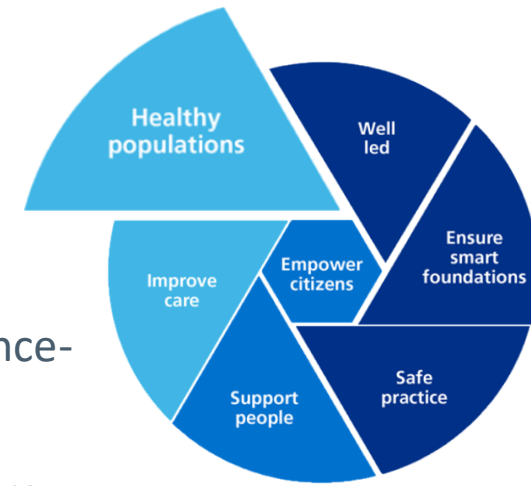 Healthy
populations
Well
led
Ensure
smart
foundations
Empower
citizens
Improve
care
nce-
Support
people
Safe
practice